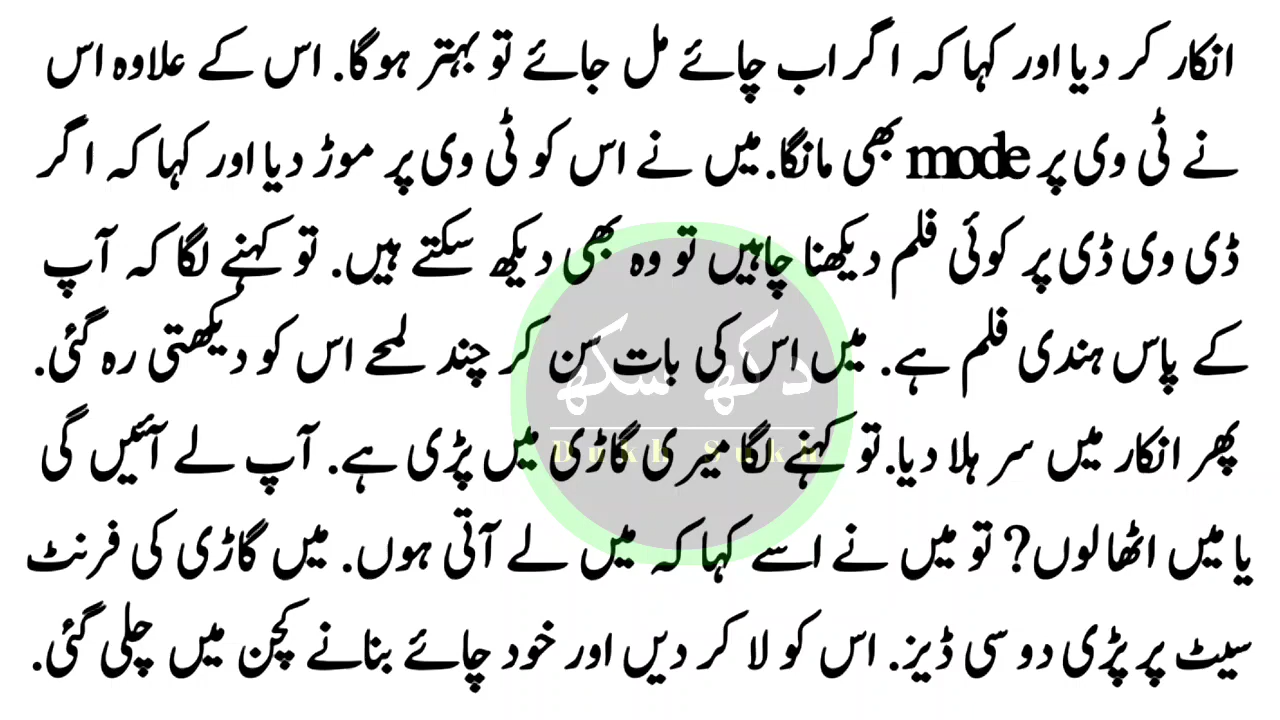 انکار کر دیا اور کہا کہ اگر اب چائے مل جائے تو بہتر ہوگا. اس کے علاوہ اس
نے ٹی وی پر mode بھی مانگا.میں نے اس کو ٹی وی پر موڑ دیا اور کہا کہ اگر
ڈی وی ڈی پر کوئی فلم دیکھنا چاہیں تو وہ بھی دیکھ سکتے ہیں. تو کہنے لگا کہ آپ
کے پاس ہندی فلم ہے. میں اس کی بات سن کر چند لمحے اس کو دیکھتی رہ گئی.
پھر انکار میں سر ہلا دیا.تو کہنے لگا میری گاڑی میں پڑی ہے. آپ لے آئیں گی
یا میں اٹھا لوں? تو میں نے اسے کہا کہ میں لے آتی ہوں. میں گاڑی کی فرنٹ
سیٹ پر پڑی دو سی ڈیز. اس کو لا کر دیں اور خود چائے بنانے کچن میں چلی گئی.
دکھ سکھ
Dukh Sukh